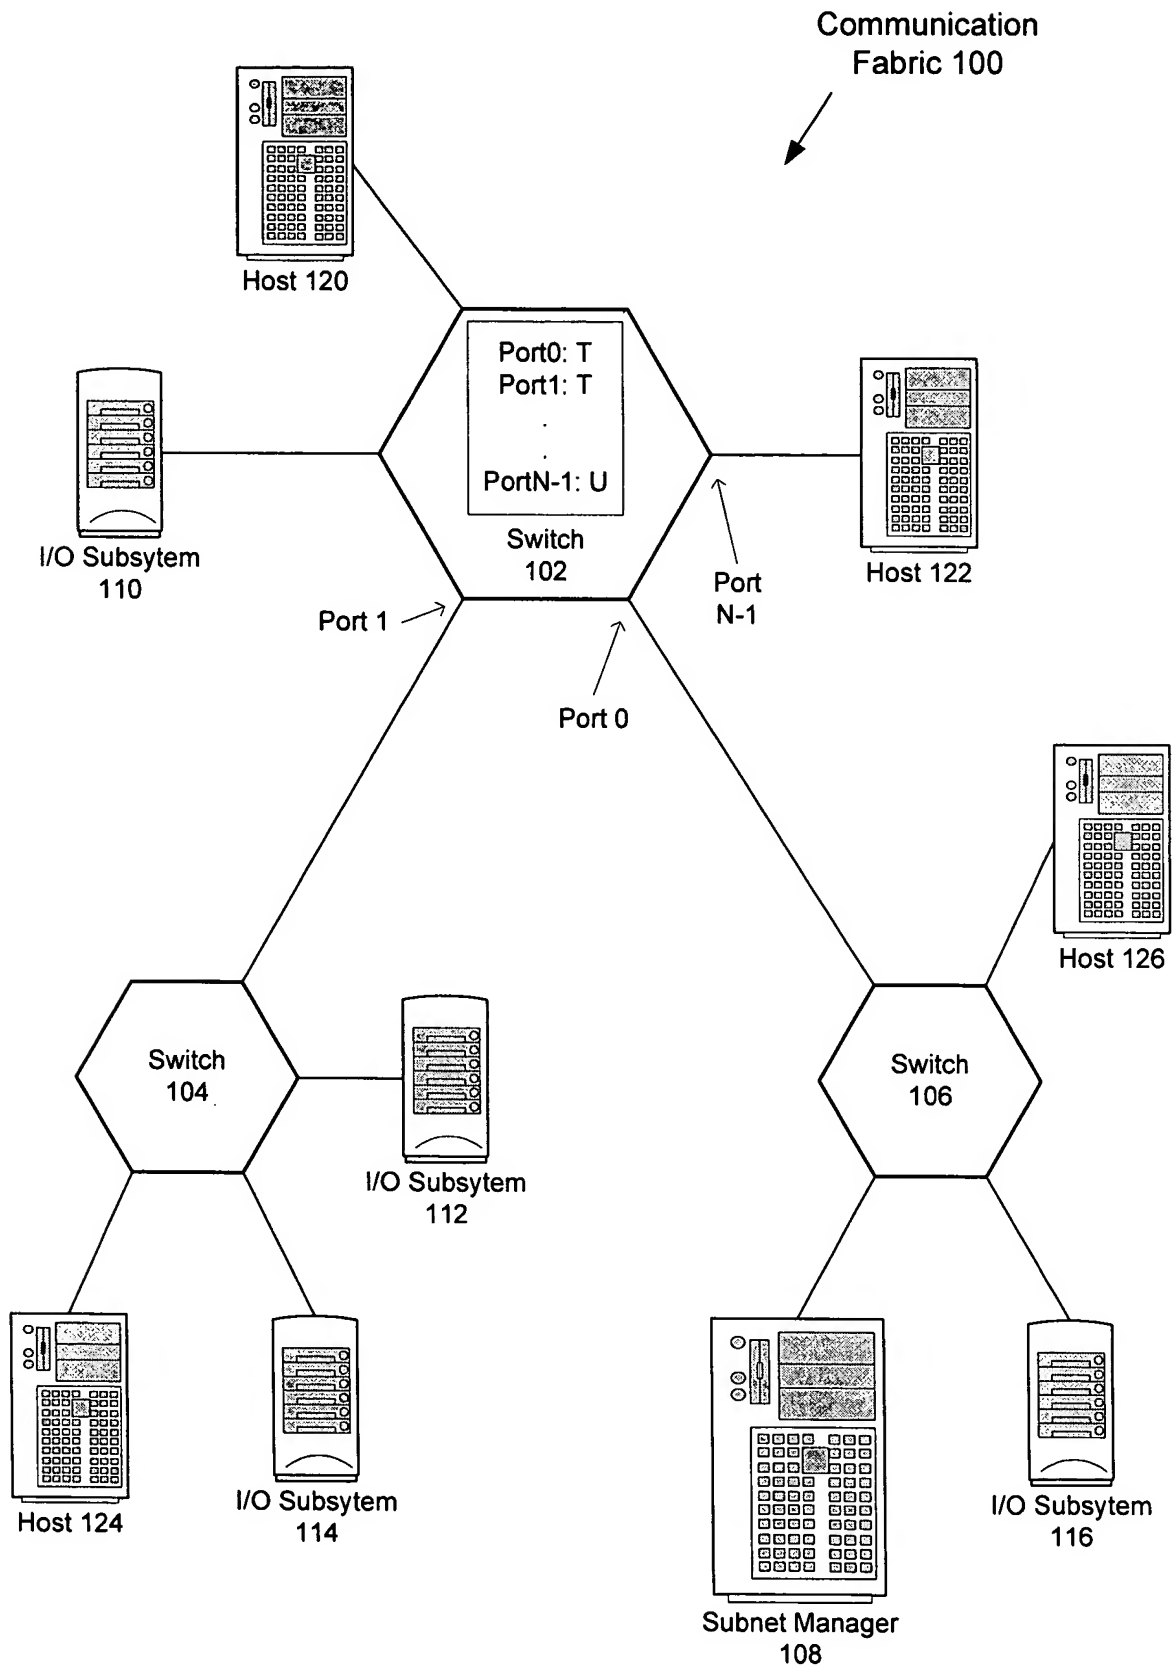 Communication
Fabric 100
Host 120
Port0: T
Port1: T
.
.
PortN-1: U
Switch
102
I/O Subsytem
110
Host 122
Port
N-1
Port 1
Port 0
Host 126
Switch
104
Switch
106
I/O Subsytem
112
Host 124
I/O Subsytem
114
I/O Subsytem
116
Subnet Manager
108